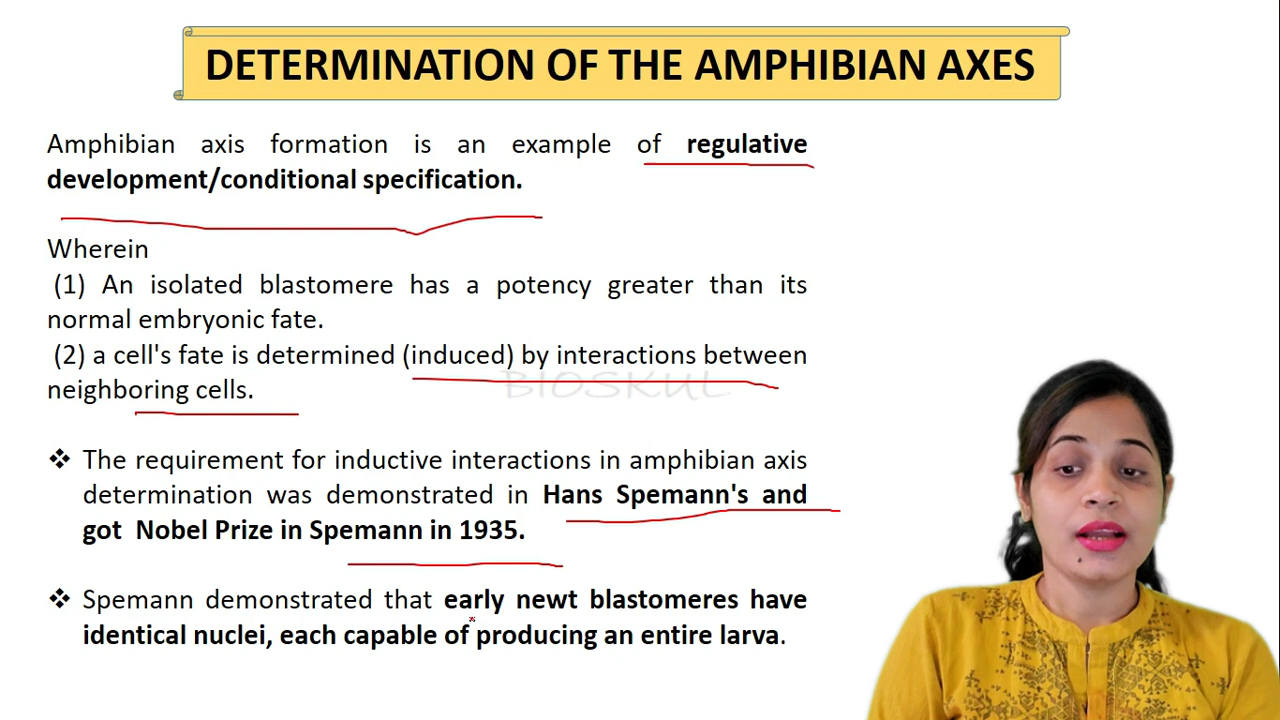 DETERMINATION OF THE AMPHIBIAN AXES
Amphibian axis formation is an example of regulative
development/conditional specification.
Wherein
(1) An isolated blastomere has a potency greater than its
normal embryonic fate.
(2) a cell's fate is determined (induced) by interactions between
neighboring cells.
BIOSKUL
❖ The requirement for inductive interactions in amphibian axis
determination was demonstrated in Hans Spemann's and
got Nobel Prize in Spemann in 1935.
❖ Spemann demonstrated that early newt blastomeres have
identical nuclei, each capable of producing an entire larva.